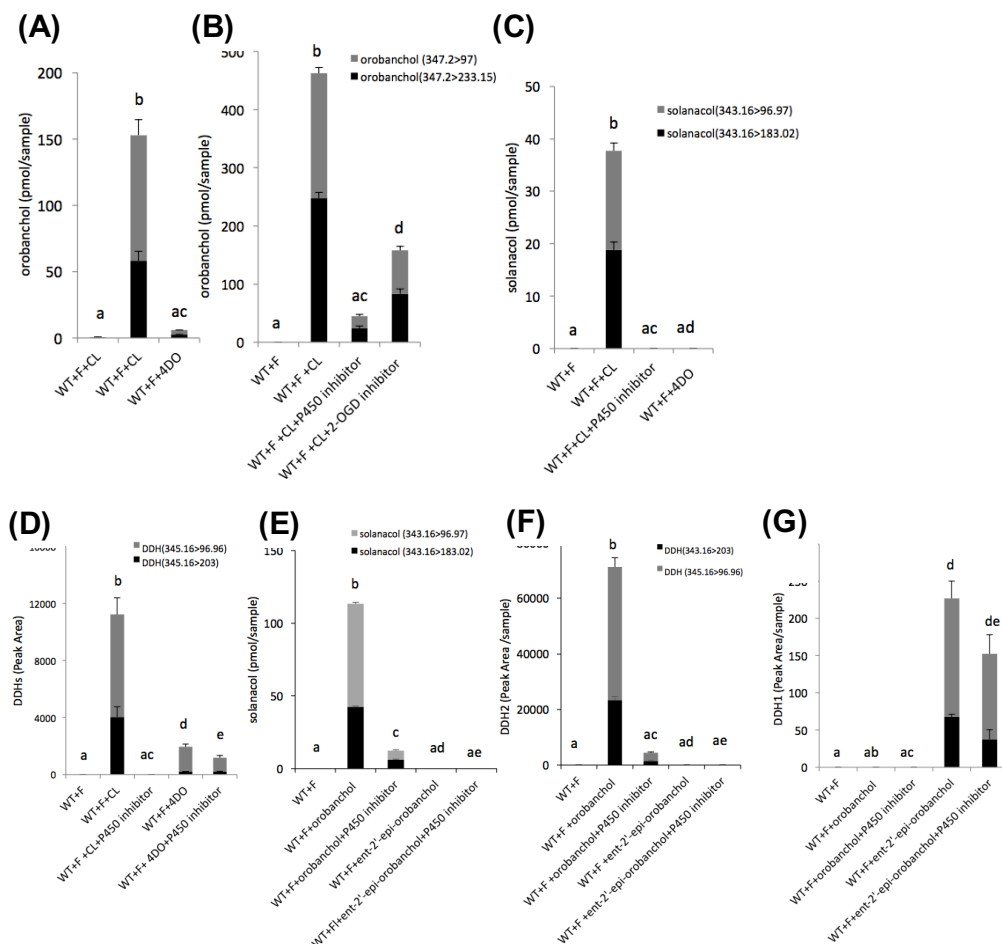 (A)
200
150
100
50
0
orobanchol (pmol/sample)
a
b
ac
WT+F+CL
WT+F+CL
WT+F+4DO
(B)
500
400
300
200
100
0
orobanchol (pmol/sample)
orobanchol (347.2>97)
orobanchol(347.2>233.15)
a
b
ac
d
WT+F
WT+F +CL
WT+F +CL+P450 inhibitor
WT+F +CL+2-OGD inhibitor
(C)
50
40
30
20
10
0
solanacol (pmol/sample)
solanacol(343.16>96.97)
solanacol(343.16>183.02)
a
b
ac
ad
WT+F
WT+F+CL
WT+F+CL+P450 inhibitor
WT+F+4DO
(D)
16000
12000
8000
4000
0
DDHs (Peak Area)
DDH(345.16>96.96)
DDH(345.16>203)
a
b
ac
d
e
WT+F
WT+F+CL
WT+F +CL+P450 inhibitor
WT+F+4DO
WT+F+ 4DO+P450 inhibitor
(E)
150
100
50
0
solanacol (pmol/sample)
solanacol (343.16>96.97)
solanacol (343.16>183.02)
a
b
c
ad
ae
WT+F
WT+F+orobanchol
WT+F+orobanchol+P450 inhibitor
WT+F +ent-2'-epi-orobanchol
WT+Fl+ent-2'-epi-orobanchol+P450 inhibitor
(F)
80000
60000
40000
20000
0
DDH2 (Peak Area/sample)
DDH(343.16>203)
DDH (345.16>96.96)
a
b
ac
ad
ae
WT+F
WT+F +orobanchol
WT+F +orobanchol+P450 inhibitor
WT+F +ent-2'-epi-orobanchol
WT+F +ent-2'-epi-orobanchol+P450 inhibitor
(G)
250
200
150
100
50
0
DDH1 (Peak Area/sample)
a
ab
ac
d
de
WT+F
WT+F+orobanchol
WT+F+orobanchol+P450 inhibitor
WT+F +ent-2'-epi-orobanchol
WT+F+ent-2'-epi-orobanchol+P450 inhibitor